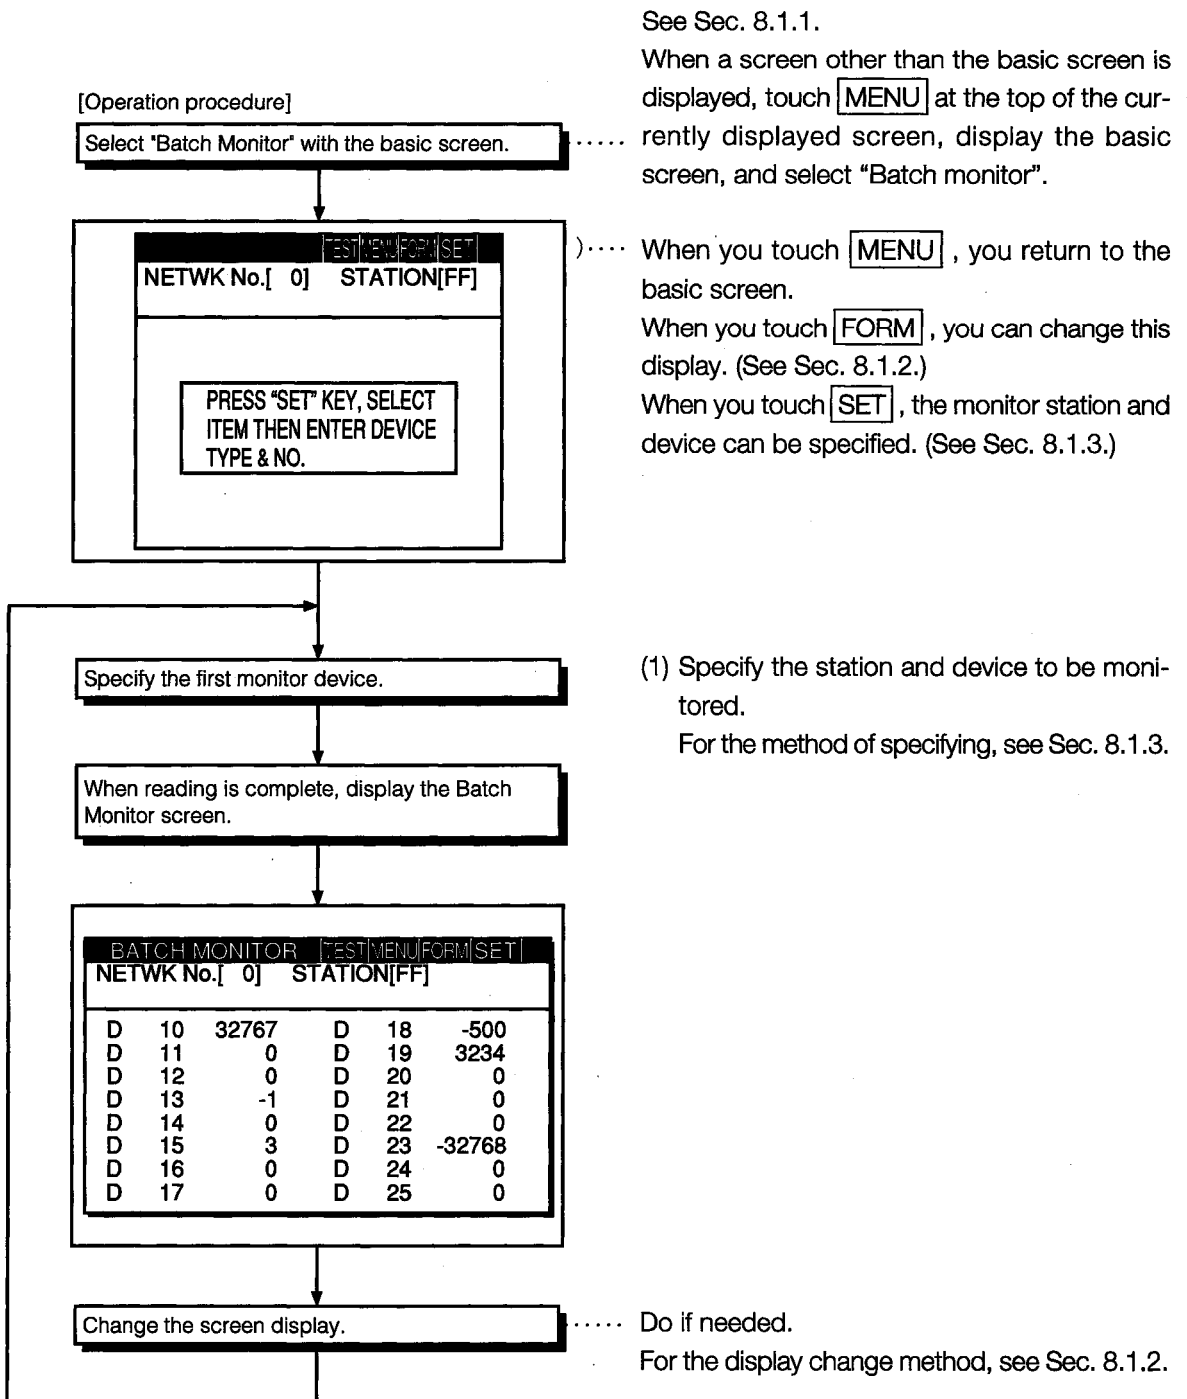 See Sec. 8.1.1.
When a screen other than the basic screen is
displayed, touch MENU at the top of the cur-
rently displayed screen, display the basic
screen, and select “Batch monitor”.
[Operation procedure]
Select "Batch Monitor" with the basic screen.
TEST MENU FORM SET
NETWK No.[ 0] STATION[FF]
PRESS “SET” KEY, SELECT
ITEM THEN ENTER DEVICE
TYPE & NO.
When you touch MENU , you return to the
basic screen.
When you touch FORM , you can change this
display. (See Sec. 8.1.2.)
When you touch SET , the monitor station and
device can be specified. (See Sec. 8.1.3.)
Specify the first monitor device.
(1) Specify the station and device to be moni-
tored.
For the method of specifying, see Sec. 8.1.3.
When reading is complete, display the Batch
Monitor screen.
BATCH MONITOR TEST MENU FORM SET
NETWK No.[ 0] STATION[FF]
D 10 32767 D 18 -500
D 11 0 D 19 3234
D 12 0 D 20 0
D 13 -1 D 21 0
D 14 0 D 22 0
D 15 3 D 23 -32768
D 16 0 D 24 0
D 17 0 D 25 0
Change the screen display.
Do if needed.
For the display change method, see Sec. 8.1.2.